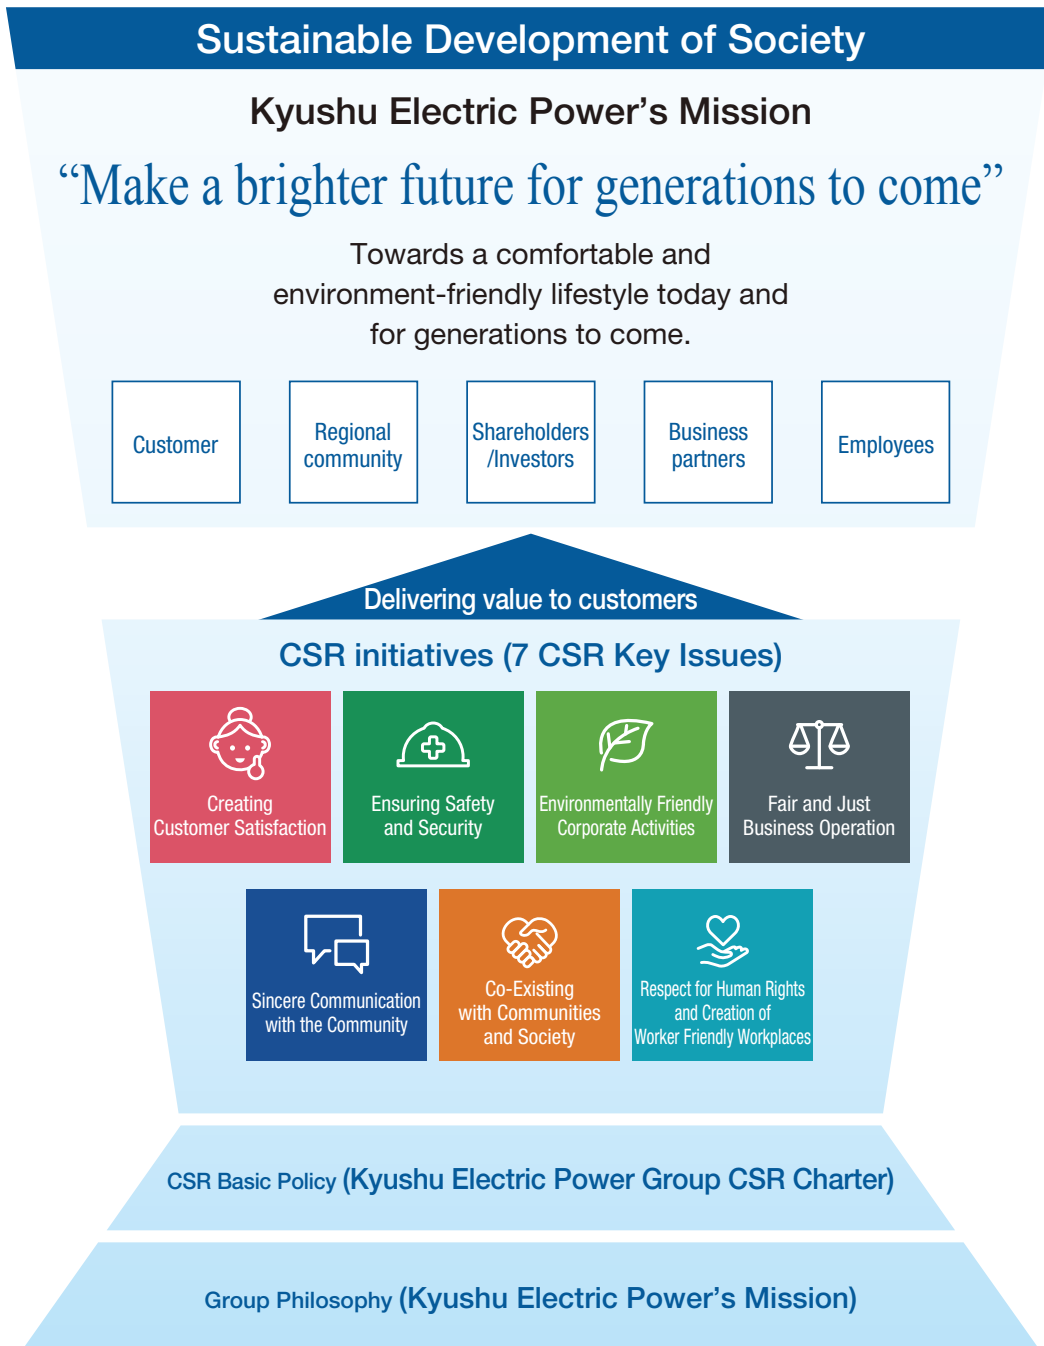 Sustainable Development of Society
Kyushu Electric Power’s Mission
“Make a brighter future for generations to come”
Towards a comfortable and
environment-friendly lifestyle today and
for generations to come.
Customer
Regional
community
Shareholders
/Investors
Business
partners
Employees
Delivering value to customers
CSR initiatives (7 CSR Key Issues)
Creating
Customer Satisfaction
Ensuring Safety
and Security
Environmentally Friendly
Corporate Activities
Fair and Just
Business Operation
Sincere Communication
with the Community
Co-Existing
with Communities
and Society
Respect for Human Rights
and Creation of
Worker Friendly Workplaces
CSR Basic Policy (Kyushu Electric Power Group CSR Charter)
Group Philosophy (Kyushu Electric Power’s Mission)